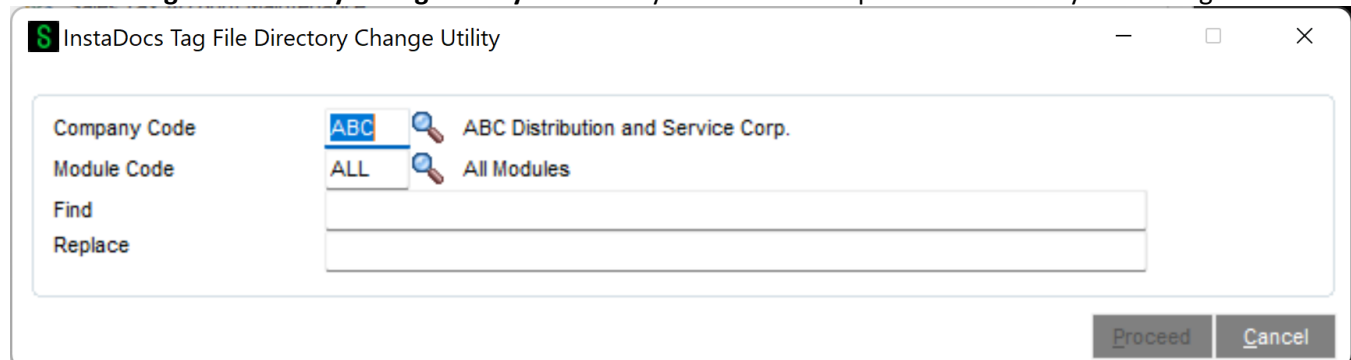 InstaDocs Tag File Directory Change Utility
Company Code ABC ABC Distribution and Service Corp.
Module Code ALL All Modules
Find
Replace
Proceed Cancel